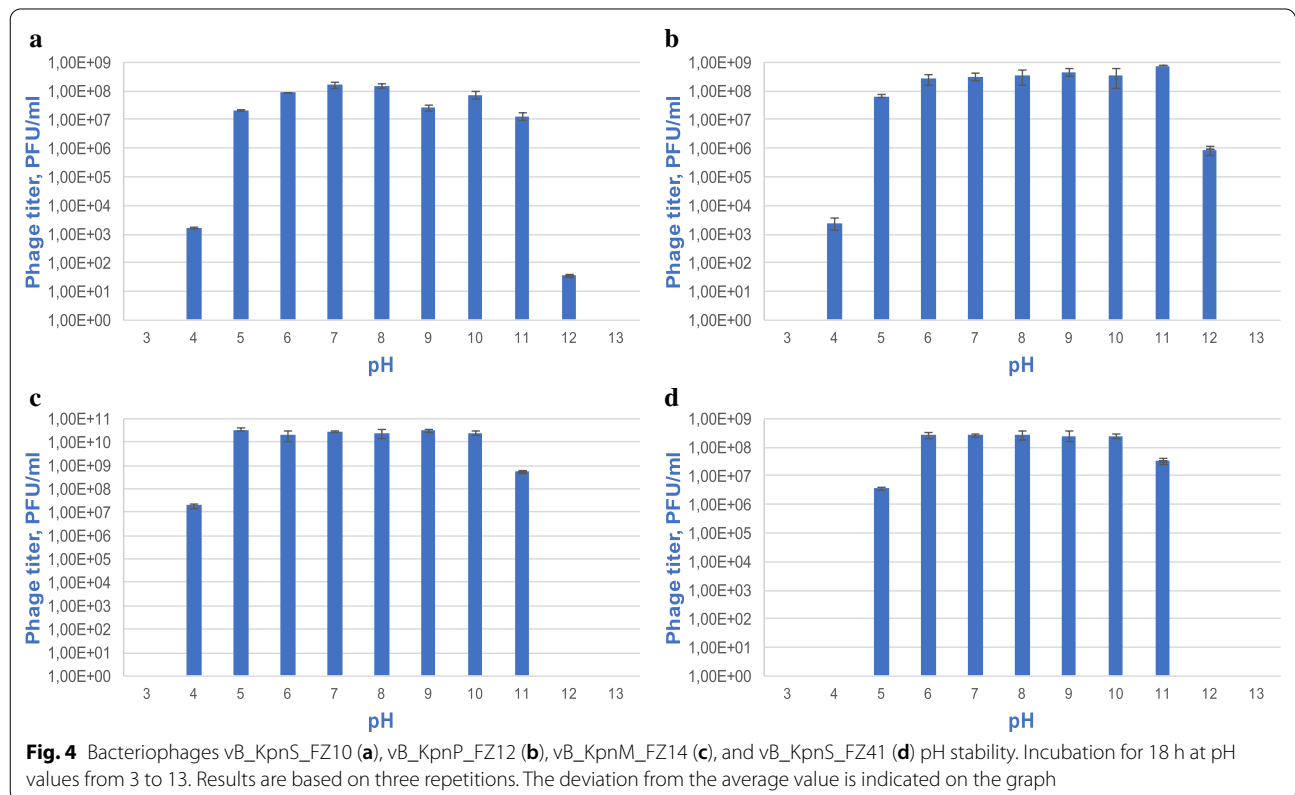 a
1,00E+09
1,00E+08
1,00E+07
1,00E+06
1,00E+05
1,00E+04
1,00E+03
1,00E+02
1,00E+01
1,00E+00
Phage titer, PFU/ml
3 4 5 6 7 8 9 10 11 12 13
pH
b
1,00E+09
1,00E+08
1,00E+07
1,00E+06
1,00E+05
1,00E+04
1,00E+03
1,00E+02
1,00E+01
1,00E+00
Phage titer, PFU/ml
3 4 5 6 7 8 9 10 11 12 13
pH
c
1,00E+11
1,00E+10
1,00E+09
1,00E+08
1,00E+07
1,00E+06
1,00E+05
1,00E+04
1,00E+03
1,00E+02
1,00E+01
1,00E+00
Phage titer, PFU/ml
3 4 5 6 7 8 9 10 11 12 13
pH
d
1,00E+09
1,00E+08
1,00E+07
1,00E+06
1,00E+05
1,00E+04
1,00E+03
1,00E+02
1,00E+01
1,00E+00
Phage titer, PFU/ml
3 4 5 6 7 8 9 10 11 12 13
pH
Fig. 4 Bacteriophages vB_KpnS_FZ10 (a), vB_KpnP_FZ12 (b), vB_KpnM_FZ14 (c), and vB_KpnS_FZ41 (d) pH stability. Incubation for 18 h at pH
values from 3 to 13. Results are based on three repetitions. The deviation from the average value is indicated on the graph